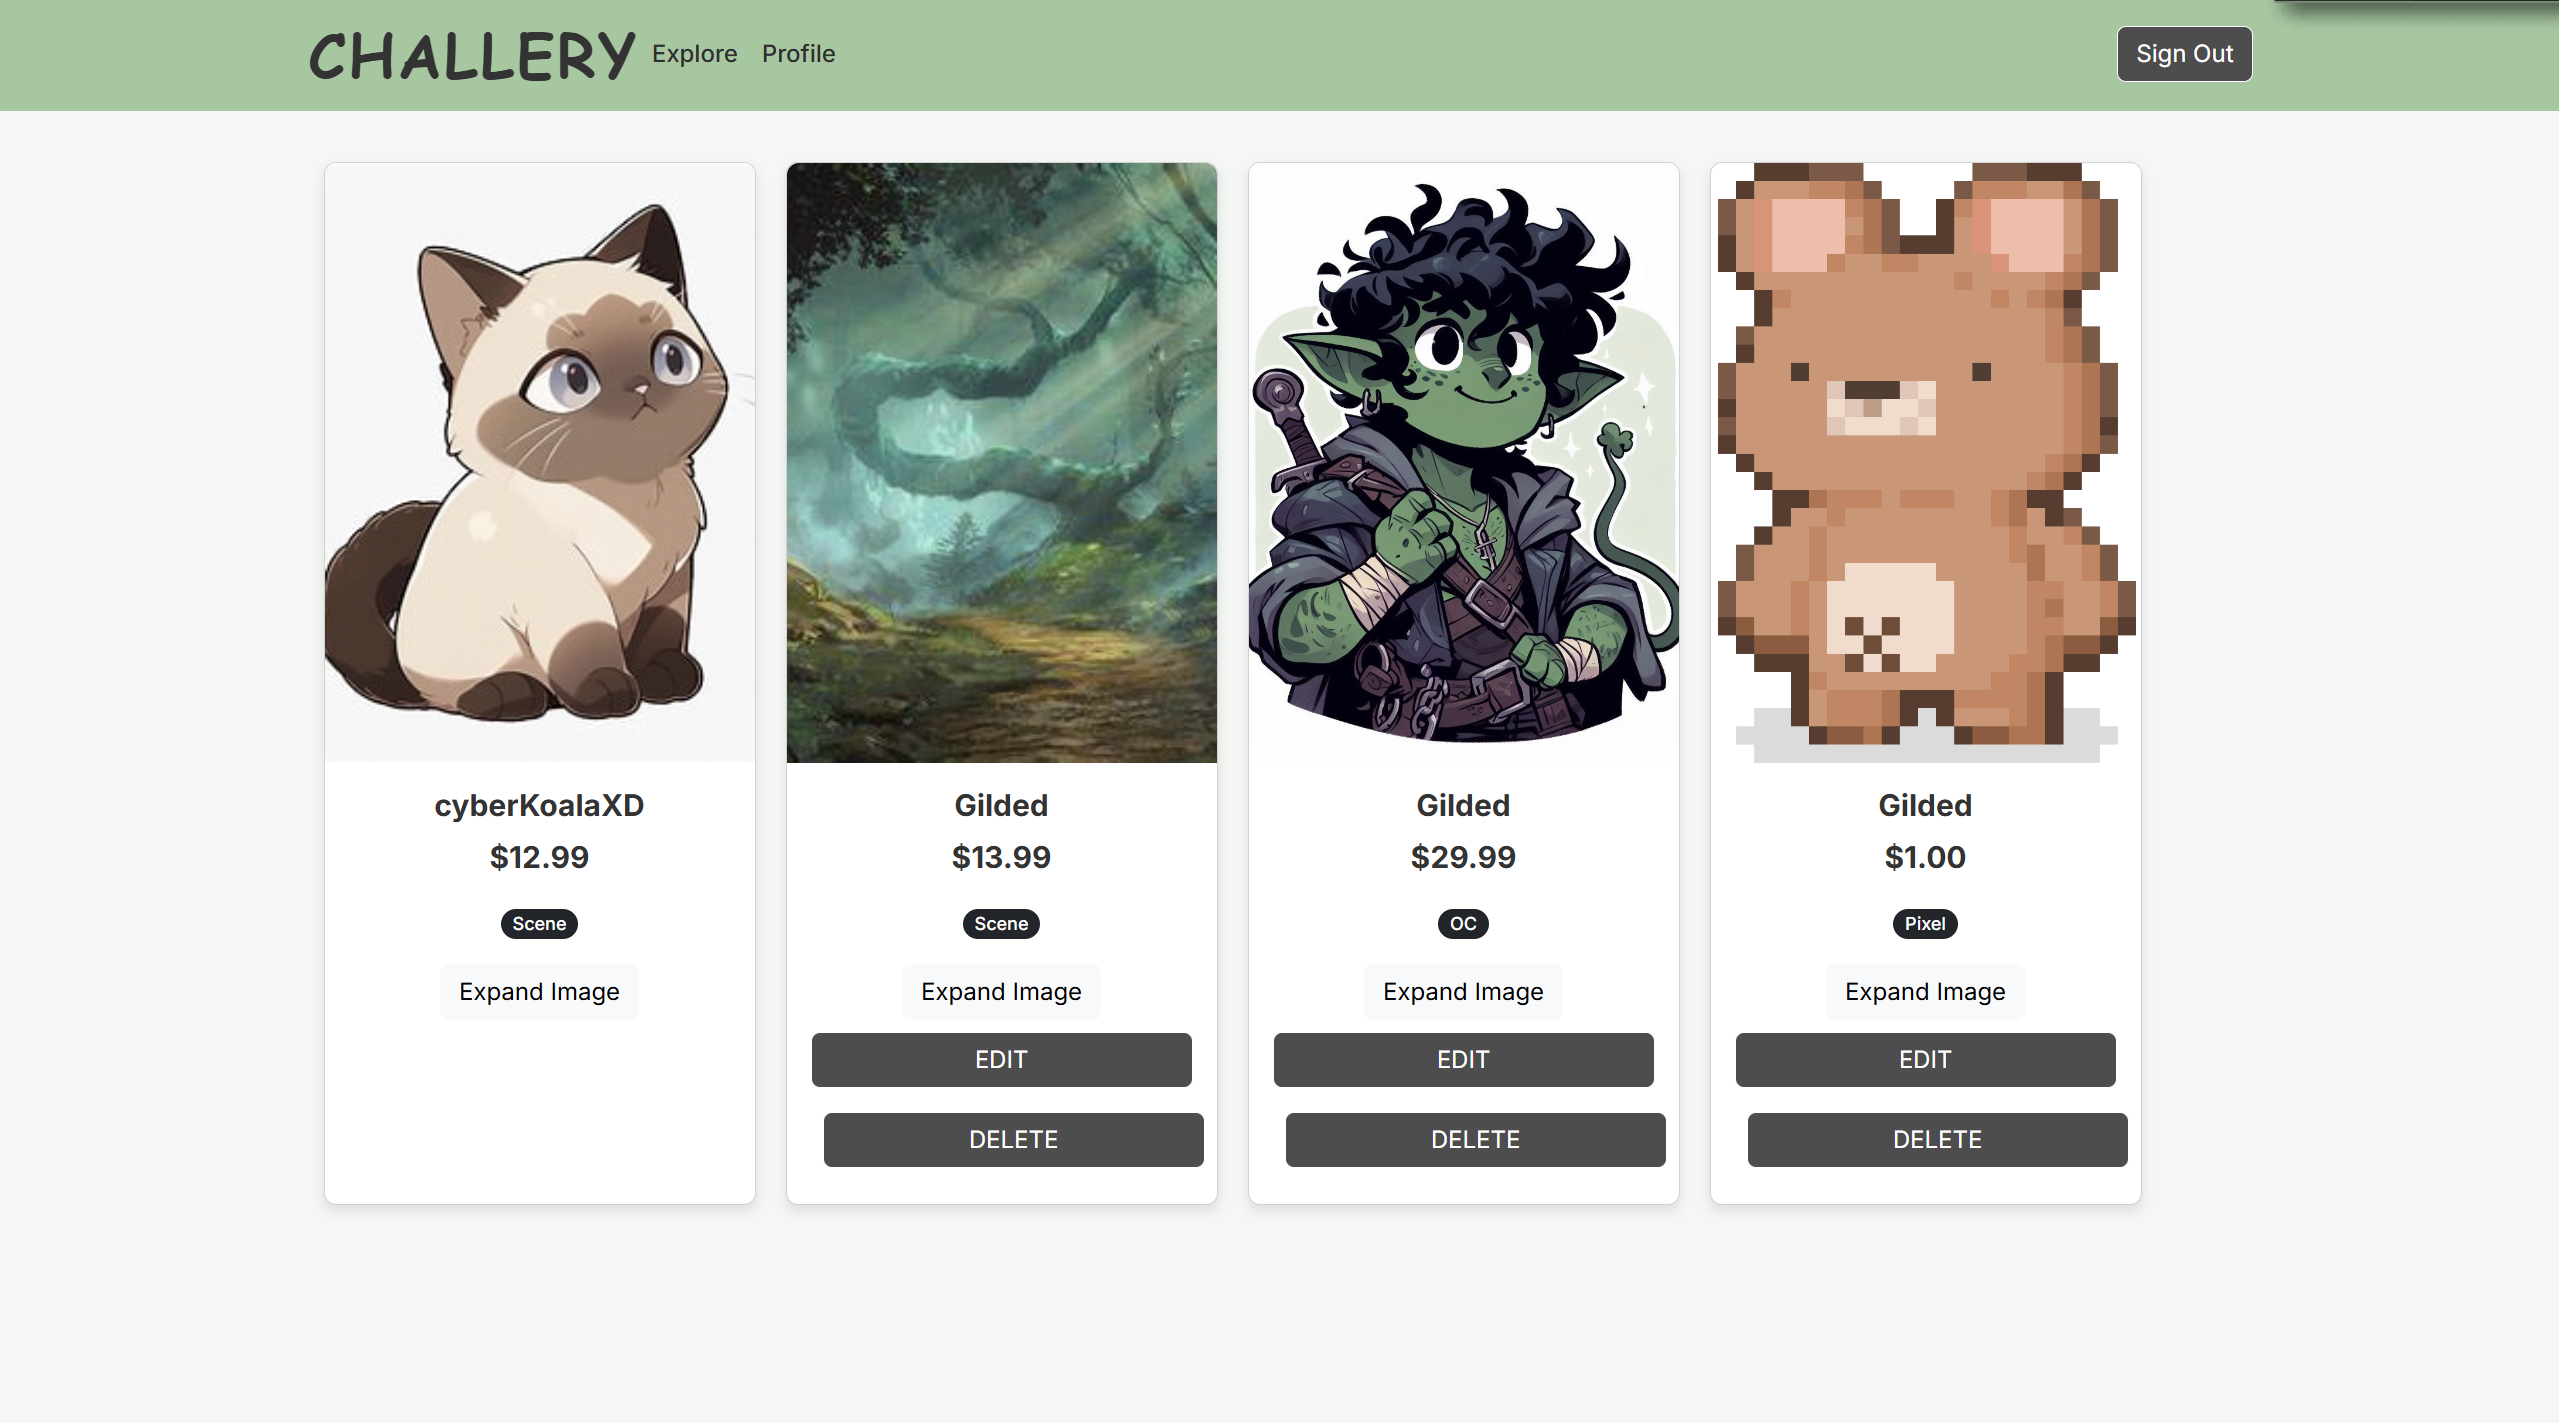 CHALLERY Explore Profile Sign Out
cyberKoalaXD
$12.99
Scene
Expand Image
Gilded
$13.99
Scene
Expand Image
EDIT
DELETE
Gilded
$29.99
OC
Expand Image
EDIT
DELETE
Gilded
$1.00
Pixel
Expand Image
EDIT
DELETE